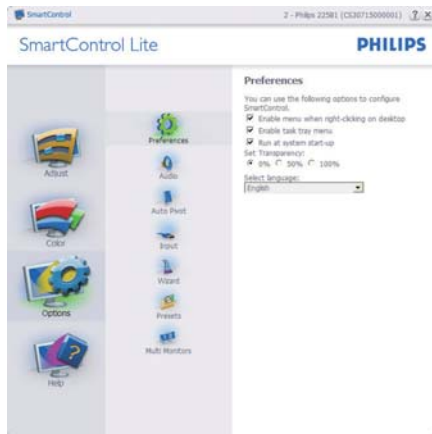 SmartControl
2 - Philips 225B1 (CS30715000001)
SmartControl Lite
PHILIPS
Adjust
Color
Options
Help
Preferences
Audio
Auto Pivot
Input
Wizard
Presets
Multi Monitors
Preferences
You can use the following options to configure
SmartControl.
Enable menu when right-clicking on desktop
Enable task tray menu
Run at system start-up
Set Transparency:
0% 50% 100%
Select language:
English